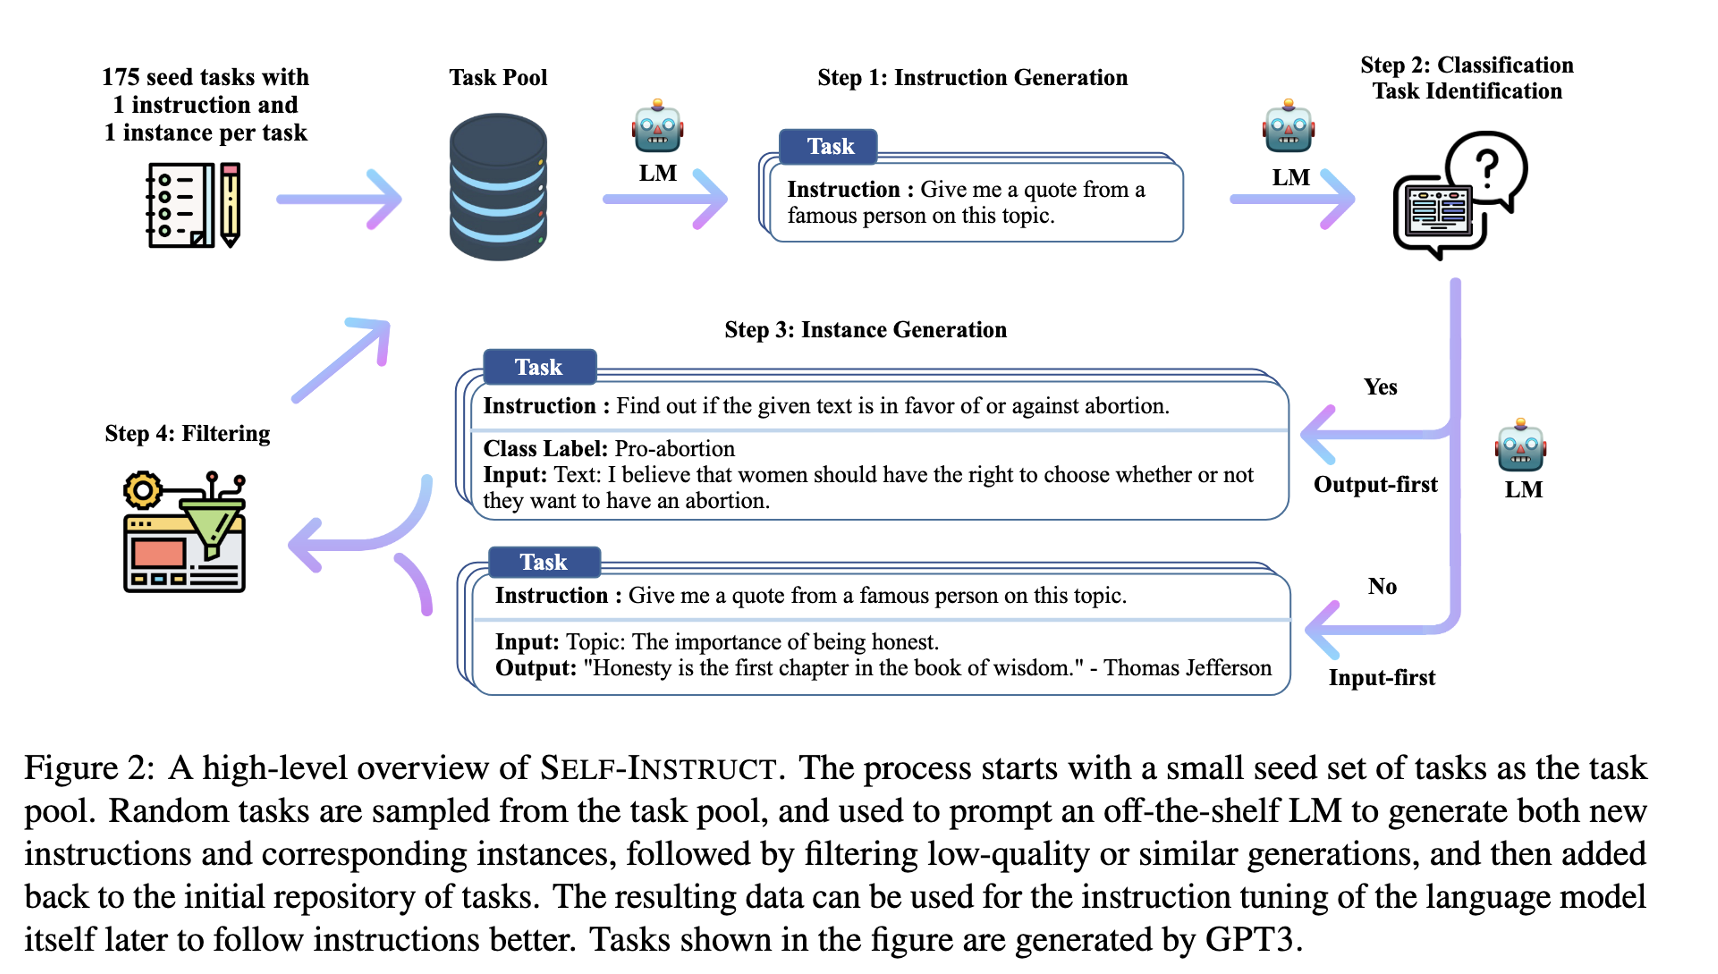 175 seed tasks with
1 instruction and
1 instance per task
Task Pool
LM
Step 1: Instruction Generation
Task
Instruction : Give me a quote from a
famous person on this topic.
LM
Step 2: Classification
Task Identification
?
Step 3: Instance Generation
Task
Instruction : Find out if the given text is in favor of or against abortion.
Class Label: Pro-abortion
Input: Text: I believe that women should have the right to choose whether or not
they want to have an abortion.
Yes
Output-first
LM
Step 4: Filtering
Task
Instruction : Give me a quote from a famous person on this topic.
Input: Topic: The importance of being honest.
Output: "Honesty is the first chapter in the book of wisdom." - Thomas Jefferson
No
Input-first
Figure 2: A high-level overview of SELF-INSTRUCT. The process starts with a small seed set of tasks as the task
pool. Random tasks are sampled from the task pool, and used to prompt an off-the-shelf LM to generate both new
instructions and corresponding instances, followed by filtering low-quality or similar generations, and then added
back to the initial repository of tasks. The resulting data can be used for the instruction tuning of the language model
itself later to follow instructions better. Tasks shown in the figure are generated by GPT3.